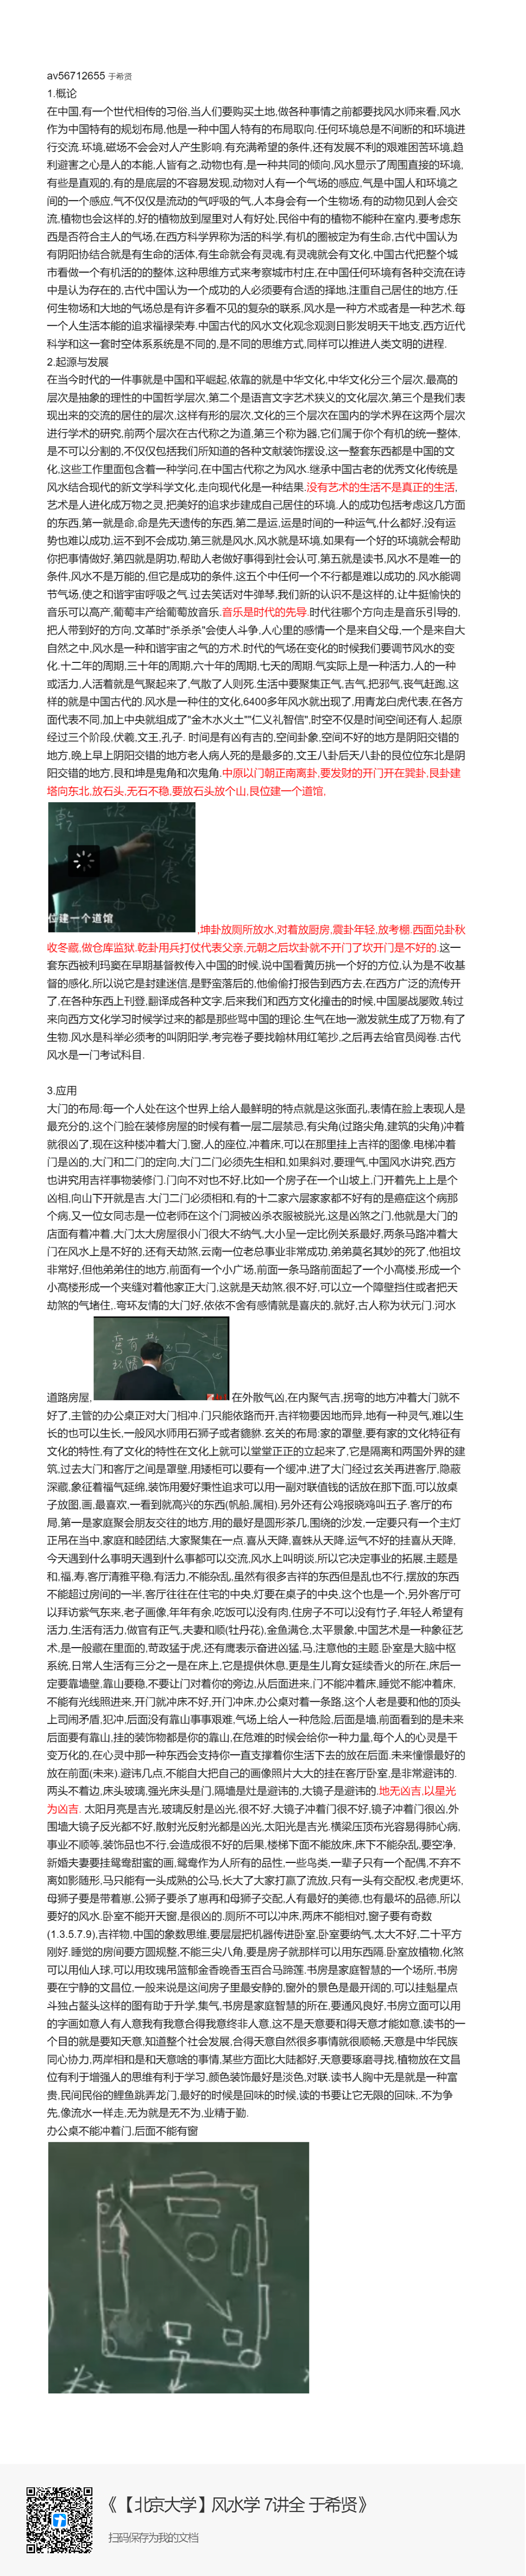 av56712655 于希贤
1.概论
在中国,有一个世代相传的习俗,当人们要购买土地,做各种事情之前都要找风水师来看,风水
作为中国特有的规划布局,他是一种中国人特有的布局取向.任何环境总是不间断的和环境进
行交流.环境,磁场不会会对人产生影响.有充满希望的条件,还有发展不利的艰难困苦环境,趋
利避害之心是人的本能,人皆有之,动物也有,是一种共同的倾向,风水显示了周围直接的环境,
有些是直观的,有的是底层的不容易发现,动物对人有一个气场的感应,气是中国人和环境之
间的一个感应,气不仅仅是流动的气呼吸的气,人本身会有一个生物场,有的动物见到人会交
流,植物也会这样的,好的植物放到屋里对人有好处,民俗中有的植物不能种在室内,要考虑东
西是否符合主人的气场,在西方科学界称为活的科学,有机的圈被定为有生命,古代中国认为
有阴阳协结合就是有生命的活体,有生命就会有灵魂,有灵魂就会有文化,中国古代把整个城
市看做一个有机活的的整体,这种思维方式来考察城市村庄,在中国任何环境有各种交流在诗
中是认为存在的,古代中国认为一个成功的人必须要有合适的择地,注重自己居住的地方,任
何生物场和大地的气场总是有许多看不见的复杂的联系,风水是一种方术或者是一种艺术.每
一个人生活本能的追求福禄荣寿.中国古代的风水文化观念观测日影发明天干地支,西方近代
科学和这一套时空体系系统是不同的,是不同的思维方式,同样可以推进人类文明的进程.
2.起源与发展
在当今时代的一件事就是中国和平崛起,依靠的就是中华文化,中华文化分三个层次,最高的
层次是抽象的理性的中国哲学层次,第二个是语言文字艺术狭义的文化层次,第三个是我们表
现出来的交流的居住的层次,这样有形的层次,文化的三个层次在国内的学术界在这两个层次
进行学术的研究,前两个层次在古代称之为道,第三个称为器,它们属于你个有机的统一整体,
是不可以分割的,不仅仅包括我们所知道的各种文献装饰摆设,这一整套东西都是中国的文
化,这些工作里面包含着一种学问,在中国古代称之为风水.继承中国古老的优秀文化传统是
风水结合现代的新文学科学文化,走向现代化是一种结果.没有艺术的生活不是真正的生活,
艺术是人进化成万物之灵,把美好的追求步建成自己居住的环境.人的成功包括考虑这几方面
的东西,第一就是命,命是先天遗传的东西,第二是运,运是时间的一种运气,什么都好,没有运
势也难以成功,运不到不会成功,第三就是风水,风水就是环境,如果有一个好的环境就会帮助
你把事情做好,第四就是阴功,帮助人老做好事得到社会认可,第五就是读书,风水不是唯一的
条件,风水不是万能的,但它是成功的条件,这五个中任何一个不行都是难以成功的.风水能调
节气场,使之和谐宇宙呼吸之气.过去笑话对牛弹琴,我们新的认识不是这样的,让牛挺愉快的
音乐可以高产,葡萄丰产给葡萄放音乐.音乐是时代的先导.时代往哪个方向走是音乐引导的,
把人带到好的方向,文革时"杀杀杀"会使人斗争,人心里的感情一个是来自父母,一个是来自大
自然之中,风水是一种和谐宇宙之气的方术.时代的气场在变化的时候我们要调节风水的变
化.十二年的周期,三十年的周期,六十年的周期,七天的周期.气实际上是一种活力,人的一种
或活力,人活着就是气聚起来了,气散了人则死.生活中要聚集正气,吉气,把邪气,丧气赶跑,这
样的就是中国古代的.风水是一种住的文化,6400多年风水就出现了,用青龙白虎代表,在各方
面代表不同,加上中央就组成了"金木水火土""仁义礼智信",时空不仅是时间空间还有人.起原
经过三个阶段,伏羲,文王,孔子. 时间是有凶有吉的,空间卦象,空间不好的地方是阴阳交错的
地方,晚上早上阴阳交错的地方老人病人死的是最多的,文王八卦后天八卦的艮位位东北是阴
阳交错的地方,艮和坤是鬼角和次鬼角.中原以门朝正南离卦,要发财的开门开在巽卦,艮卦建
塔向东北,放石头,无石不稳,要放石头放个山,艮位建一个道馆,
位建一个道馆
,坤卦放厕所放水,对着放厨房,震卦年轻,放考棚.西面兑卦秋
收冬藏,做仓库监狱.乾卦用兵打仗代表父亲,元朝之后坎卦就不开门了坎开门是不好的.这一
套东西被利玛窦在早期基督教传入中国的时候,说中国看黄历挑一个好的方位,认为是不收基
督的感化,所以说它是封建迷信,是野蛮落后的,他偷偷打报告到西方去,在西方广泛的流传开
了,在各种东西上刊登,翻译成各种文字,后来我们和西方文化撞击的时候,中国屡战屡败,转过
来向西方文化学习时候学过来的都是那些骂中国的理论.生气在地一激发就生成了万物,有了
生物.风水是科举必须考的叫阴阳学,考完卷子要找翰林用红笔抄,之后再去给官员阅卷.古代
风水是一门考试科目.
3.应用
大门的布局:每一个人处在这个世界上给人最鲜明的特点就是这张面孔,表情在脸上表现人是
最充分的,这个门脸在装修房屋的时候有着一层二层禁忌,有尖角(过路尖角,建筑的尖角)冲着
就很凶了,现在这种楼冲着大门,窗,人的座位,冲着床,可以在那里挂上吉祥的图像.电梯冲着
门是凶的,大门和二门的定向,大门二门必须先生相和,如果斜对,要理气,中国风水讲究,西方
也讲究用吉祥事物装修门.门向不对也不好,比如一个房子在一个山坡上,门开着先上上是个
凶相,向山下开就是吉.大门二门必须相和,有的十二家六层家家都不好有的是癌症这个病那
个病,又一位女同志是一位老师在这个门洞被凶杀衣服被脱光,这是凶煞之门,他就是大门的
店面有着冲着,大门太大房屋很小门很大不纳气,大小呈一定比例关系最好,两条马路冲着大
门在风水上是不好的,还有天劫煞,云南一位老总事业非常成功,弟弟莫名其妙的死了,他祖坟
非常好,但他弟弟住的地方,前面有一个小广场,前面一条马路前面起了一个小高楼,形成一个
小高楼形成一个夹缝对着他家正大门,这就是天劫煞,很不好,可以立一个障壁挡住或者把天
劫煞的气堵住,.弯环友情的大门好,依依不舍有感情就是喜庆的,就好,古人称为状元门.河水
道路房屋,
弯有
环情
在外散气凶,在内聚气吉,拐弯的地方冲着大门就不
好了,主管的办公桌正对大门相冲.门只能依路而开,吉祥物要因地而异,地有一种灵气,难以生
长的也可以生长,一般风水师用石狮子或者貔貅.玄关的布局:家的罩壁,要有家的文化特征有
文化的特性,有了文化的特性在文化上就可以堂堂正正的立起来了,它是隔离和两国外界的建
筑,过去大门和客厅之间是罩壁,用矮柜可以要有一个缓冲,进了大门经过玄关再进客厅,隐蔽
深藏,象征着福气延绵,装饰用爱好秉性追求可以用一副对联值钱的话放在那下面,可以放桌
子放图,画,最喜欢,一看到就高兴的东西(帆船,属相).另外还有公鸡报晓鸡叫五子.客厅的布
局,第一是家庭聚会朋友交往的地方,用的最好是圆形茶几,围绕的沙发,一定要只有一个主灯
正吊在当中,家庭和睦团结,大家聚集在一点.喜从天降,喜蛛从天降,运气不好的挂喜从天降,
今天遇到什么事明天遇到什么事都可以交流,风水上叫明谈,所以它决定事业的拓展,主题是
和,福,寿,客厅清雅平稳,有活力,不能杂乱,虽然有很多吉祥的东西但是乱也不行,摆放的东西
不能超过房间的一半,客厅往往在住宅的中央,灯要在桌子的中央,这个也是一个,另外客厅可
以拜访紫气东来,老子画像,年年有余,吃饭可以没有肉,住房子不可以没有竹子,年轻人希望有
活力,生活有活力,做官有正气,夫妻和顺(牡丹花),金鱼满仓,太平景象,中国艺术是一种象征艺
术,是一般藏在里面的,苛政猛于虎,还有鹰表示奋进凶猛,马,注意他的主题.卧室是大脑中枢
系统,日常人生活有三分之一是在床上,它是提供休息,更是生儿育女延续香火的所在,床后一
定要靠墙壁,靠山要稳,不要让门对着你的旁边,从后面进来,门不能冲着床,睡觉不能冲着床,
不能有光线照进来,开门就冲床不好,开门冲床,办公桌对着一条路,这个人老是要和他的顶头
上司闹矛盾,犯冲,后面没有靠山事事艰难,气场上给人一种危险,后面是墙,前面看到的是未来
后面要有靠山,挂的装饰物都是你的靠山,在危难的时候会给你一种力量,每个人的心灵是千
变万化的,在心灵中那一种东西会支持你一直支撑着你生活下去的放在后面.未来憧憬最好的
放在前面(未来).避讳几点,不能自大把自己的画像照片大大的挂在客厅卧室,是非常避讳的.
两头不着边,床头玻璃,强光床头是门,隔墙是灶是避讳的,大镜子是避讳的.地无凶吉,以星光
为凶吉. 太阳月亮是吉光,玻璃反射是凶光,很不好.大镜子冲着门很不好.镜子冲着门很凶,外
围墙大镜子反光都不好,散射光反射光都是凶光,太阳光是吉光.横梁压顶布光容易得肺心病,
事业不顺等,装饰品也不行,会造成很不好的后果,楼梯下面不能放床,床下不能杂乱,要空净,
新婚夫妻要挂鸳鸯甜蜜的画,鸳鸯作为人所有的品性,一些鸟类,一辈子只有一个配偶,不弃不
离如影随形,马只能有一头成熟的公马,长大了大家打赢了流放,只有一头有交配权,老虎更坏,
母狮子要是带着崽,公狮子要杀了崽再和母狮子交配,人有最好的美德,也有最坏的品德,所以
要好的风水.卧室不能开天窗,是很凶的.厕所不可以冲床,两床不能相对,窗子要有奇数
(1.3.5.7.9),吉祥物,中国的象数思维,要层层把机器传进卧室,卧室要纳气,太大不好,二十平方
刚好.睡觉的房间要方圆规整,不能三尖八角,要是房子就那样可以用东西隔.卧室放植物,化煞
可以用仙人球,可以用玫瑰吊篮郁金香晚香玉百合马蹄莲.书房是家庭智慧的一个场所,书房
要在宁静的文昌位.一般来说是这间房子里最安静的,窗外的景色是最开阔的,可以挂魁星点
斗独占鳌头这样的图有助于升学,集气,书房是家庭智慧的所在,要通风良好,书房立面可以用
的字画如意人有人意我有我意合得我意终非人意,这不是天意要和得天意才能如意,读书的一
个目的就是要知天意,知道整个社会发展,合得天意自然很多事情就很顺畅,天意是中华民族
同心协力,两岸相和是和天意啥的事情,某些方面比大陆都好,天意要琢磨寻找,植物放在文昌
位有利于增强人的思维有利于学习,颜色装饰最好是淡色,对联.读书人胸中无是就是一种富
贵,民间民俗的鲤鱼跳弄龙门,最好的时候是回味的时候,读的书要让它无限的回味,.不为争
先,像流水一样走,无为就是无不为,业精于勤.
办公桌不能冲着门,后面不能有窗
《【北京大学】风水学 7讲全 于希贤》
扫码保存为我的文档